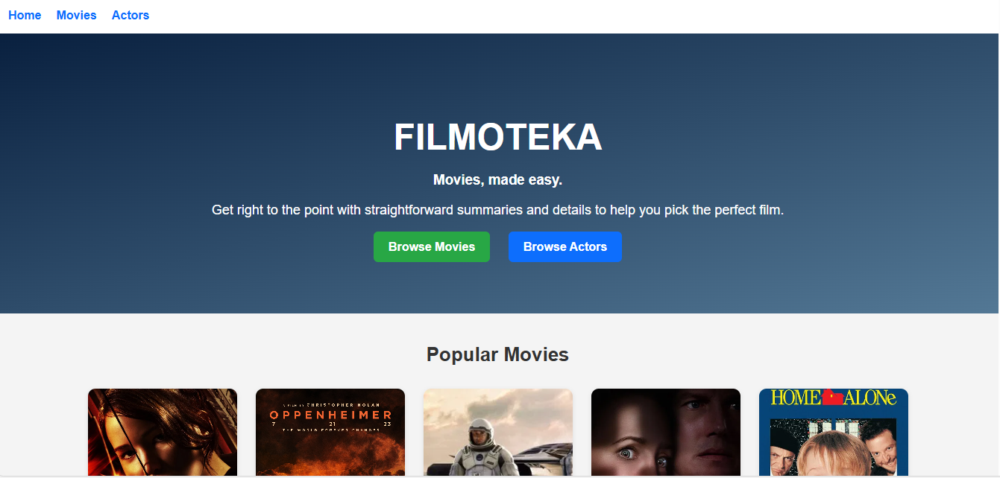 Home Movies Actors
FILMOTEKA
Movies, made easy.
Get right to the point with straightforward summaries and details to help you pick the perfect film.
Browse Movies Browse Actors
Popular Movies
A FILM BY CHRISTOPHER NOLAN
OPPENHEIMER
7 21 23
THE WORLD FOREVER CHANGES
HOME ALONe